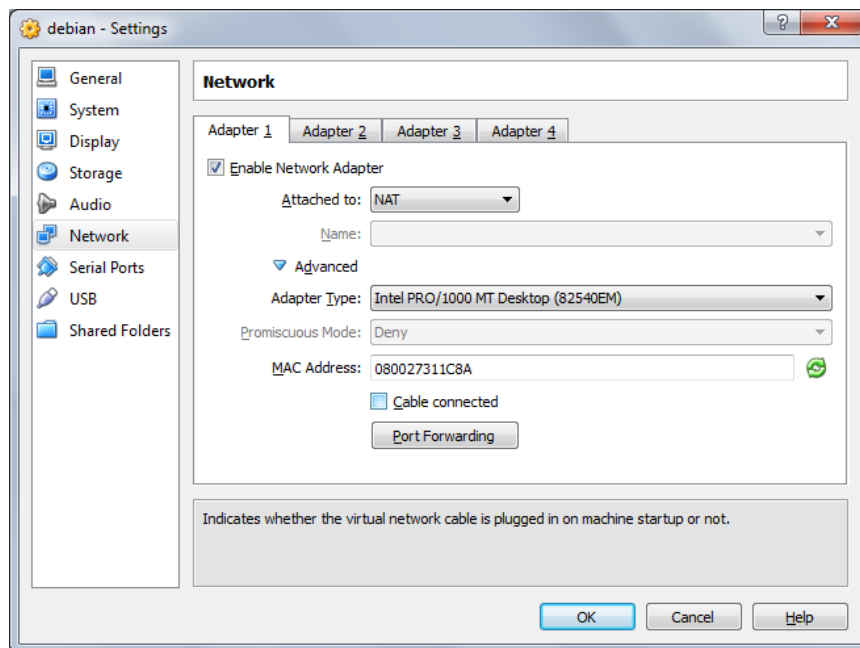 debian - Settings
General
System
Display
Storage
Audio
Network
Serial Ports
USB
Shared Folders
Network
Adapter 1 Adapter 2 Adapter 3 Adapter 4
Enable Network Adapter
Attached to: NAT
Name:
Advanced
Adapter Type: Intel PRO/1000 MT Desktop (82540EM)
Promiscuous Mode: Deny
MAC Address: 080027311C8A
Cable connected
Port Forwarding
Indicates whether the virtual network cable is plugged in on machine startup or not.
OK Cancel Help